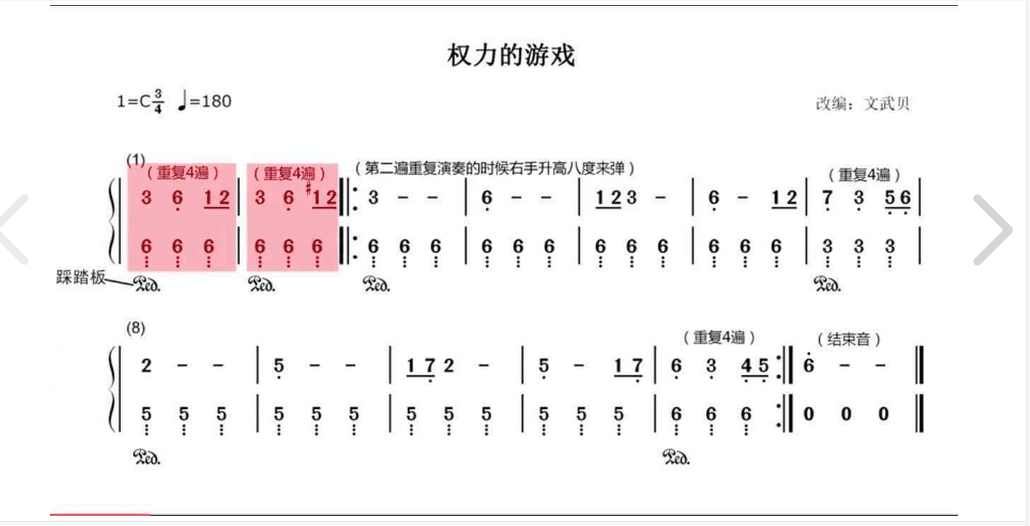 权力的游戏
1=C 3/4 ♩=180
改编：文武贝
(1)
（重复4遍） （重复4遍） （第二遍重复演奏的时候右手升高八度来弹） （重复4遍）
3 6̣ 1 2 | 3 6̣ #1 2 ‖: 3 – – | 6̣ – – | 1 2 3 – | 6̣ – 1 2 | 7̣ 3̣ 5̣ 6̣ |
6 6 6 | 6 6 6 ‖: 6 6 6 | 6 6 6 | 6 6 6 | 6 6 6 | 3 3 3 |
踩踏板 Ped. Ped. Ped. Ped.
(8)
（重复4遍） （结束音）
2 – – | 5̣ – – | 1 7̣ 2 – | 5̣ – 1 7̣ | 6̣ 3̣ 4̣ 5̣ :‖ 6̇ – – ‖
5 5 5 | 5 5 5 | 5 5 5 | 5 5 5 | 6 6 6 :‖ 0 0 0 ‖
Ped. Ped.